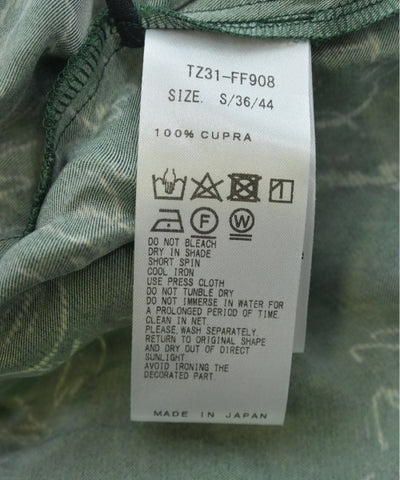 TZ31-FF908
SIZE. S/36/44
100% CUPRA
F W
DO NOT BLEACH
DRY IN SHADE
SHORT SPIN
COOL IRON
USE PRESS CLOTH
DO NOT TUMBLE DRY
DO NOT IMMERSE IN WATER FOR
A PROLONGED PERIOD OF TIME.
CLEAN IN NET.
PLEASE, WASH SEPARATELY.
RETURN TO ORIGINAL SHAPE
AND DRY OUT OF DIRECT
SUNLIGHT.
AVOID IRONING THE
DECORATED PART.
MADE IN JAPAN